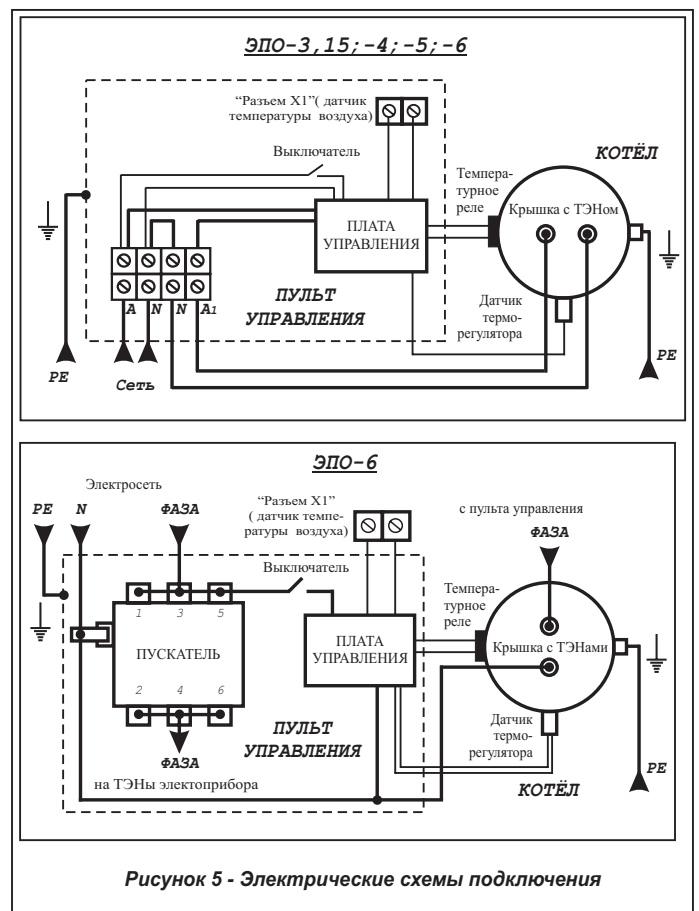 ЭПО-3,15;-4;-5;-6
“Разъем X1”( датчик
температуры воздуха)
Выключатель
КОТЁЛ
Темпера-
турное
реле
Крышка с ТЭНом
ПЛАТА
УПРАВЛЕНИЯ
A N N A1
ПУЛЬТ
УПРАВЛЕНИЯ
Датчик
термо-
регулятора
PE
Сеть
PE
ЭПО-6
Электросеть
PE N ФАЗА
“Разъем X1”
( датчик темпе-
ратуры воздуха)
с пульта управления
ФАЗА
Выключатель
Темпера-
турное
реле
1 3 5
ПУСКАТЕЛЬ
ПЛАТА
УПРАВЛЕНИЯ
Крышка с ТЭНами
2 4 6
ПУЛЬТ
УПРАВЛЕНИЯ
Датчик
термо-
регулятора
ФАЗА
на ТЭНы электоприбора
КОТЁЛ
PE
Рисунок 5 - Электрические схемы подключения